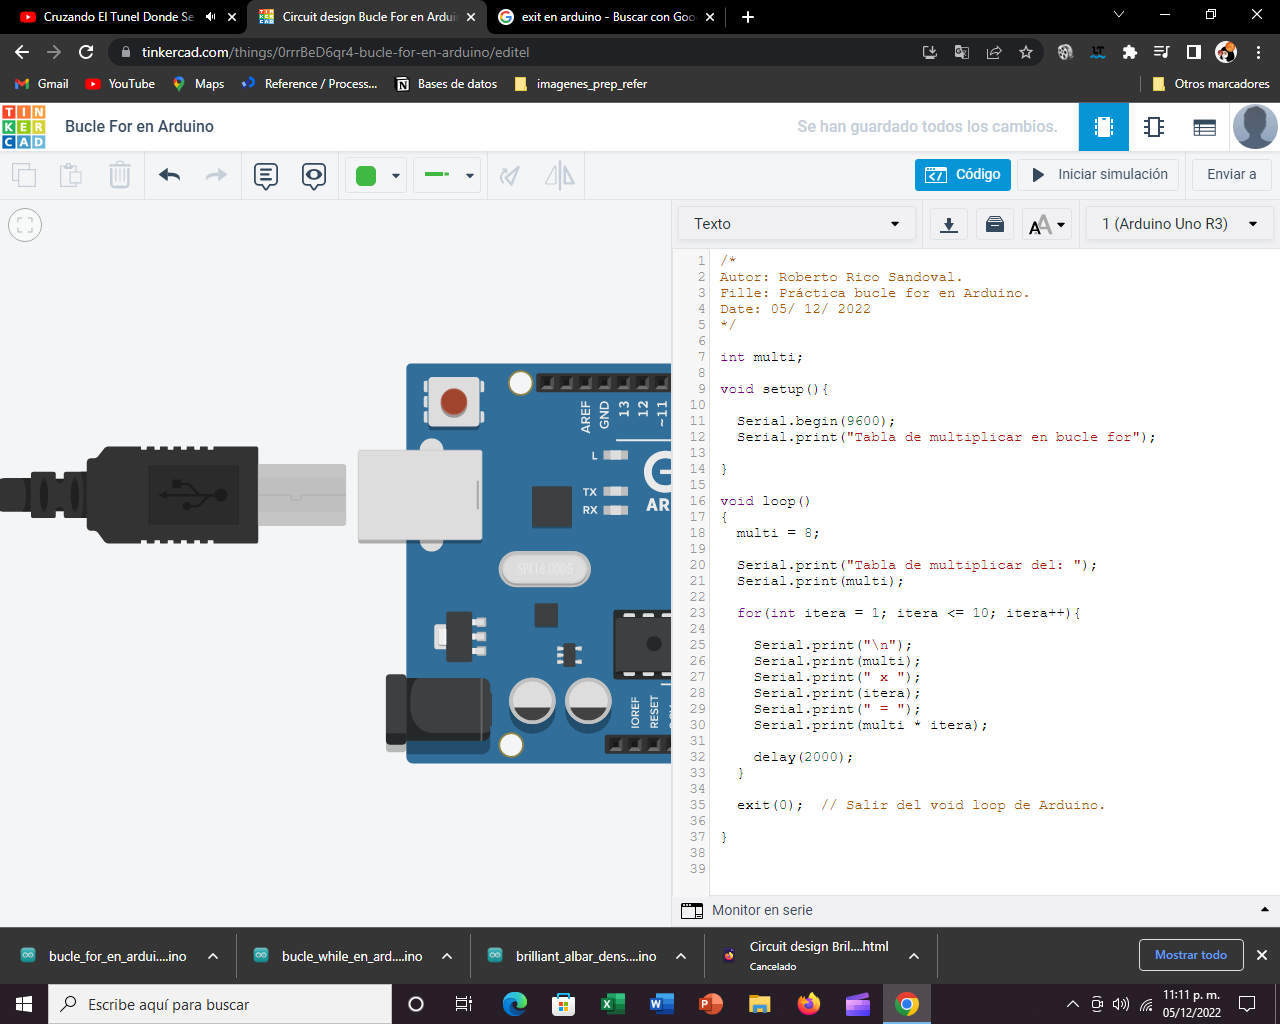 Cruzando El Tunel Donde Se
Circuit design Bucle For en Ardui
exit en arduino - Buscar con Goo
tinkercad.com/things/0rrrBeD6qr4-bucle-for-en-arduino/editel
Gmail
YouTube
Maps
Reference / Process...
Bases de datos
imagenes_prep_refer
Otros marcadores
TIN
KER
CAD
Bucle For en Arduino
Se han guardado todos los cambios.
Código
Iniciar simulación
Enviar a
Texto
1 (Arduino Uno R3)
1 /*
2 Autor: Roberto Rico Sandoval.
3 Fille: Práctica bucle for en Arduino.
4 Date: 05/ 12/ 2022
5 */
6
7 int multi;
8
9 void setup(){
10
11 Serial.begin(9600);
12 Serial.print("Tabla de multiplicar en bucle for");
13
14 }
15
16 void loop()
17 {
18 multi = 8;
19
20 Serial.print("Tabla de multiplicar del: ");
21 Serial.print(multi);
22
23 for(int itera = 1; itera <= 10; itera++){
24
25 Serial.print("\n");
26 Serial.print(multi);
27 Serial.print(" x ");
28 Serial.print(itera);
29 Serial.print(" = ");
30 Serial.print(multi * itera);
31
32 delay(2000);
33 }
34
35 exit(0); // Salir del void loop de Arduino.
36
37 }
38
39
AREF
GND
13
12
~11
L
TX
RX
AR
SPK16.000G
IOREF
RESET
Monitor en serie
bucle_for_en_ardui....ino
bucle_while_en_ard....ino
brilliant_albar_dens....ino
Circuit design Bril....html
Cancelado
Mostrar todo
Escribe aquí para buscar
11:11 p. m.
05/12/2022